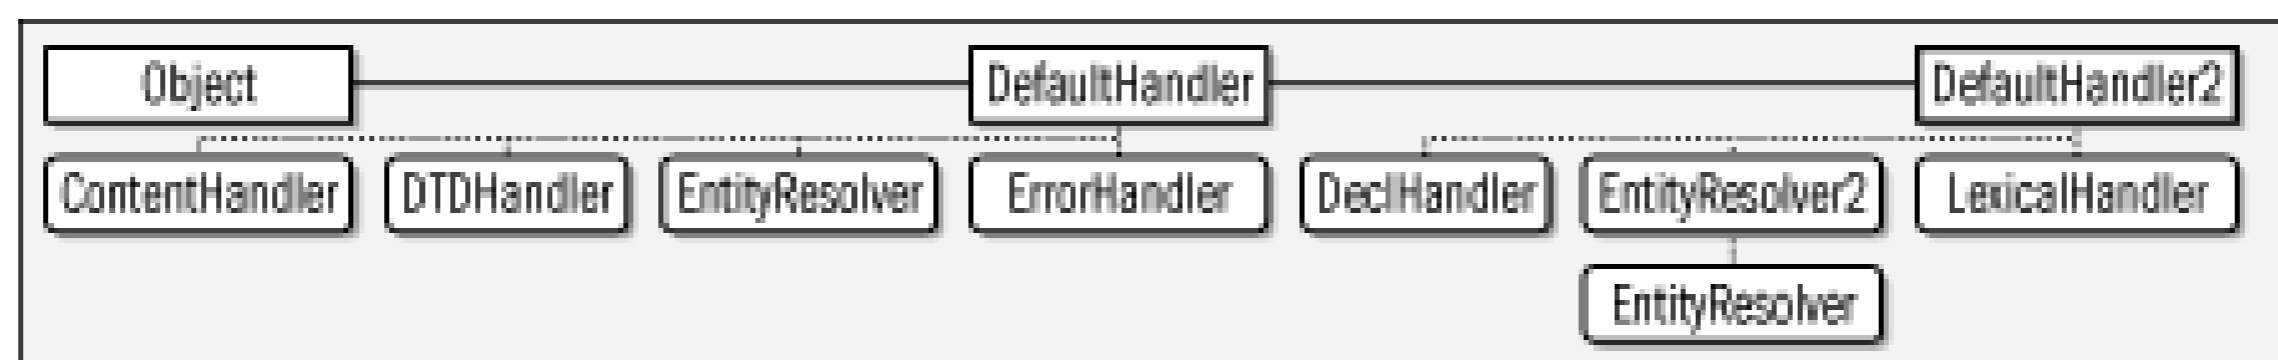 Object DefaultHandler DefaultHandler2
ContentHandler DTDHandler EntityResolver ErrorHandler DeclHandler EntityResolver2 LexicalHandler
EntityResolver